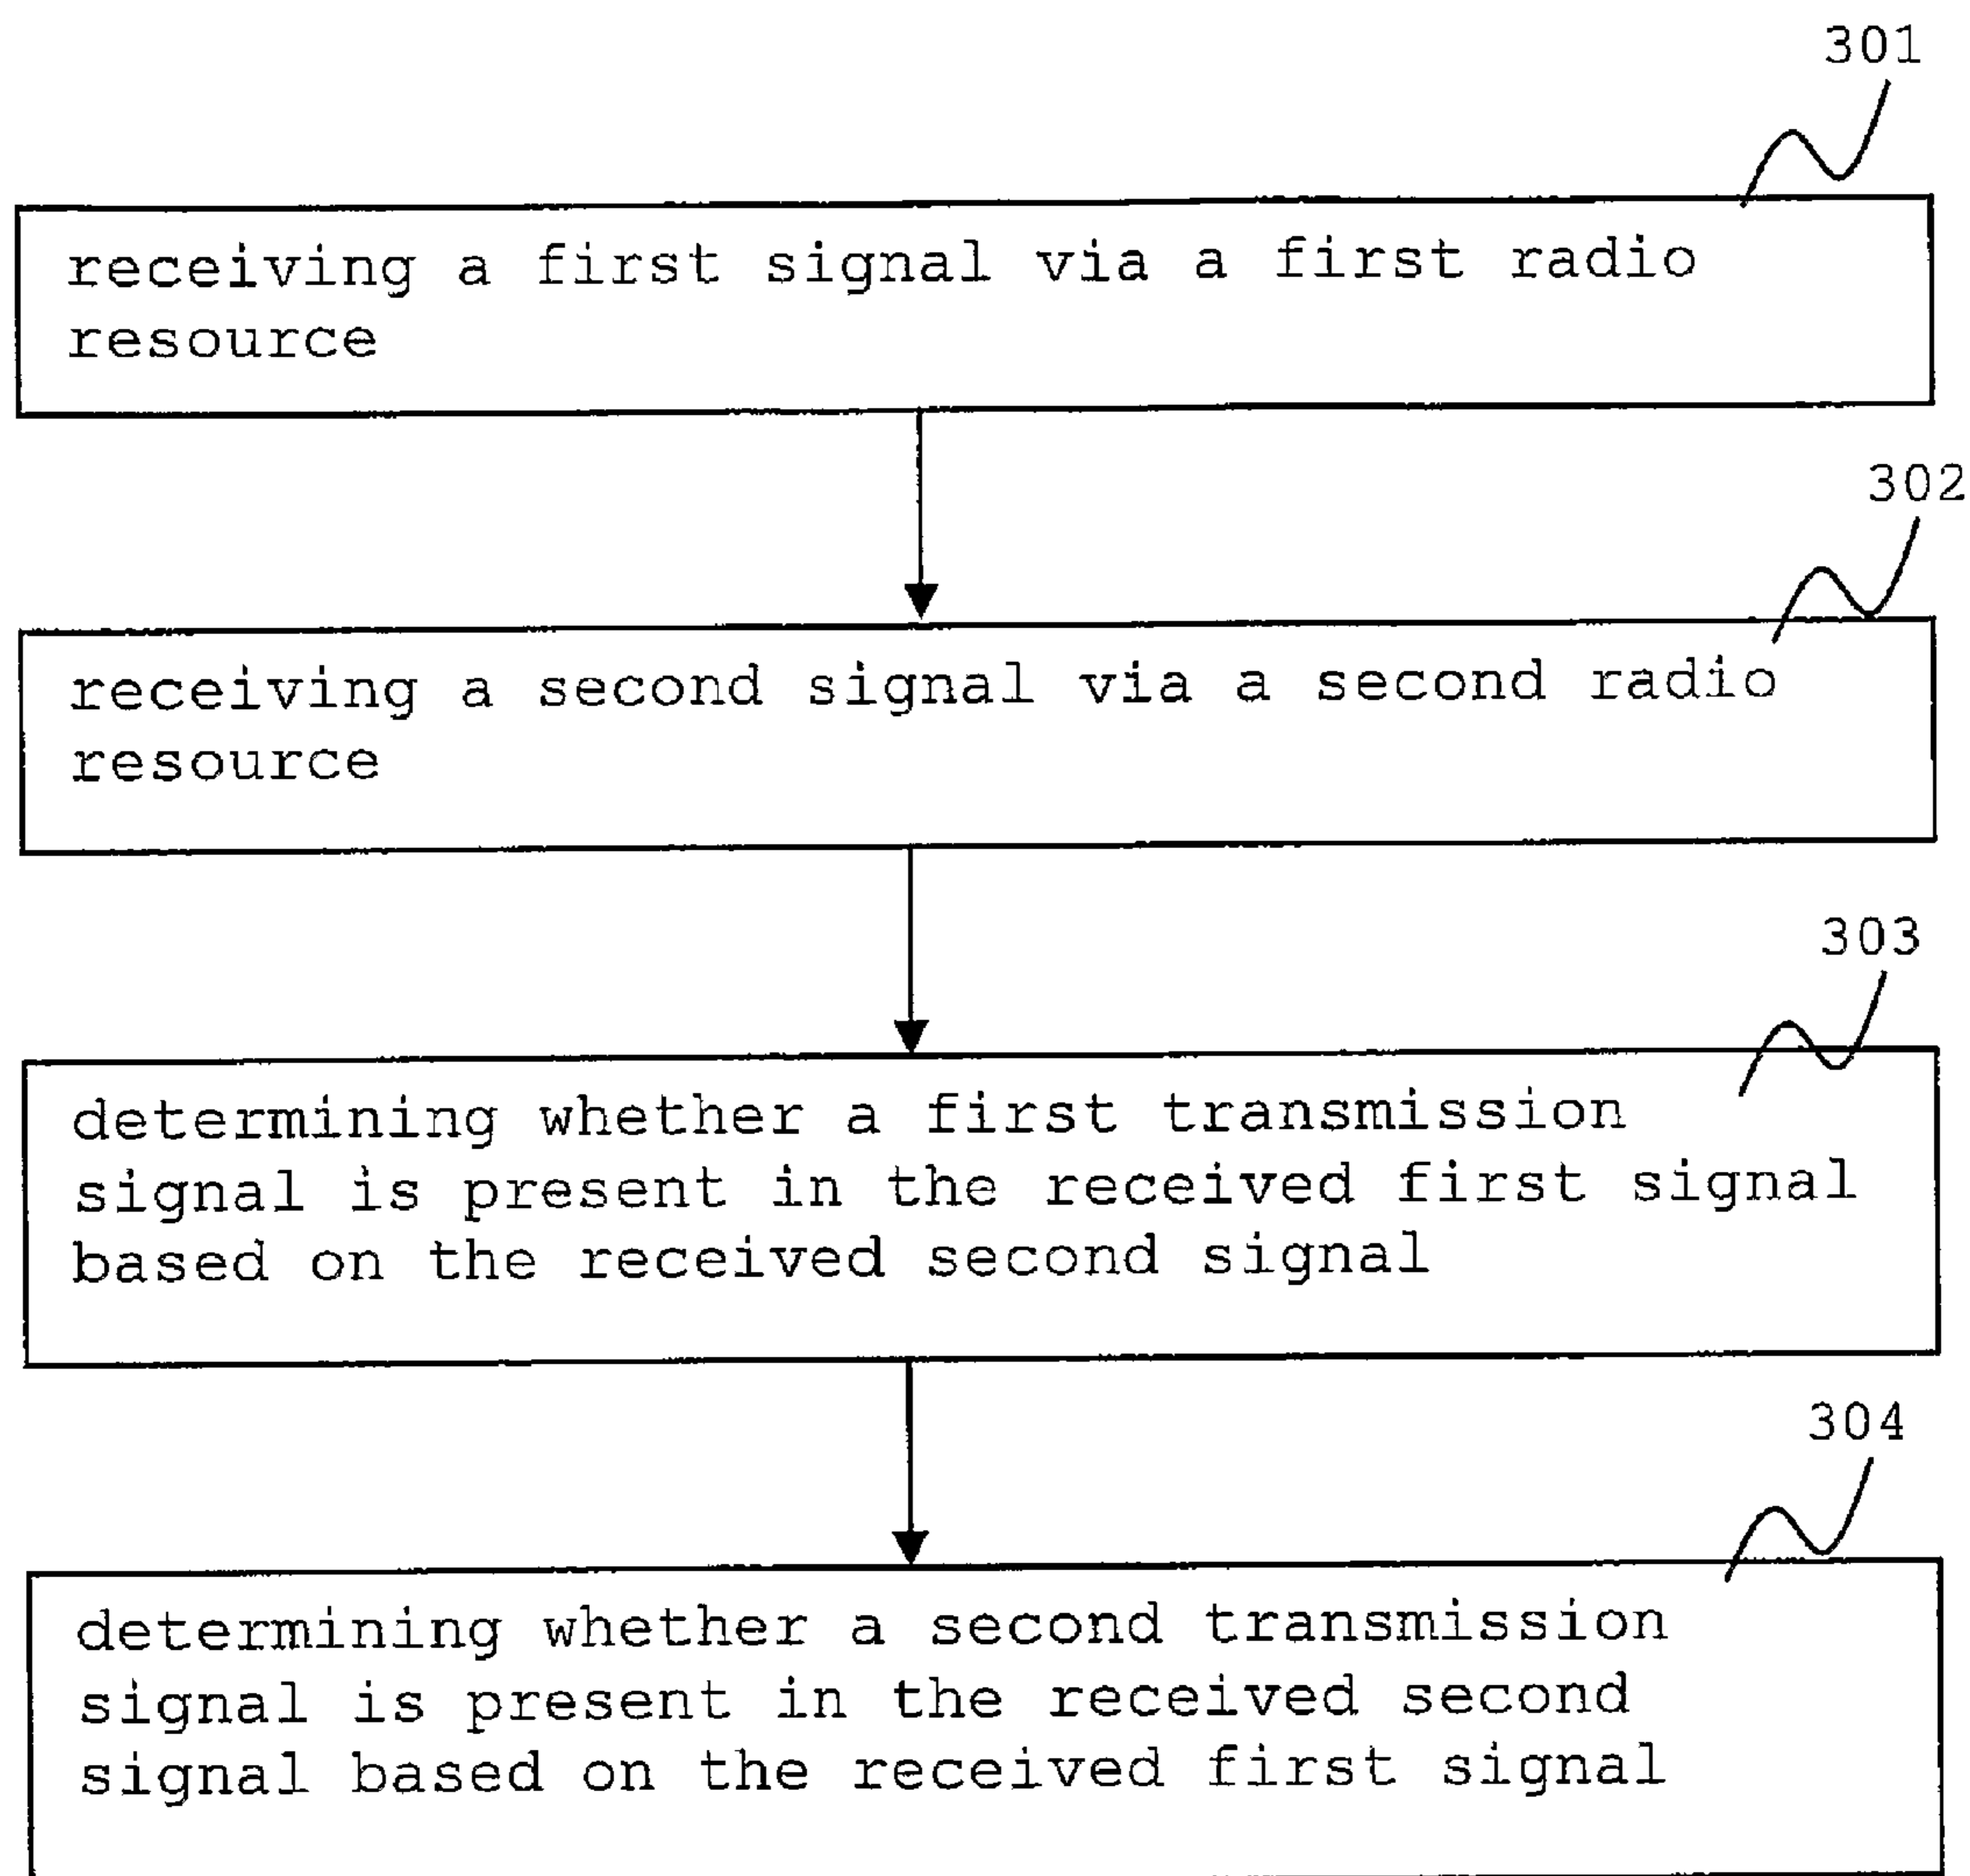 301
receiving a first signal via a first radio
resource
302
receiving a second signal via a second radio
resource
303
determining whether a first transmission
signal is present in the received first signal
based on the received second signal
304
determining whether a second transmission
signal is present in the received second
signal based on the received first signal